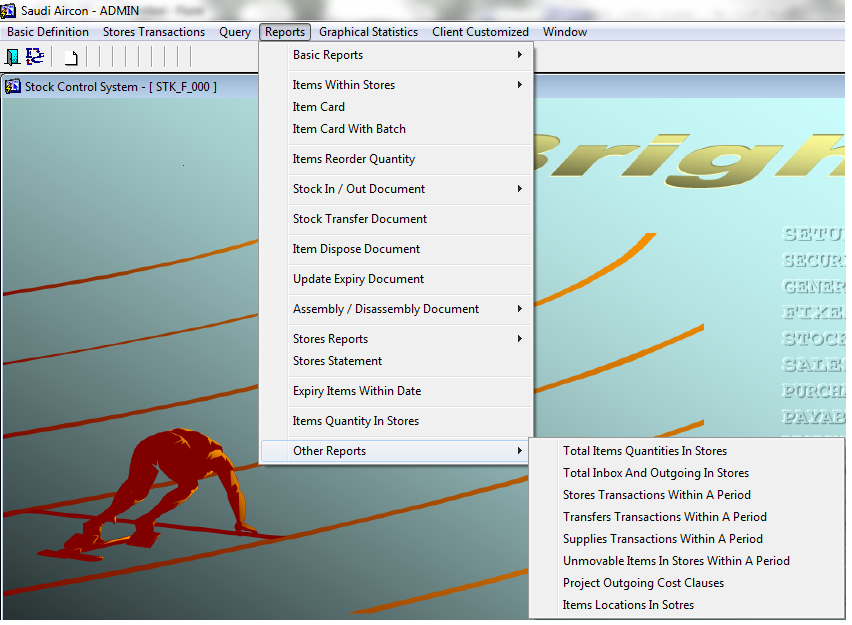 Saudi Aircon - ADMIN
Basic Definition Stores Transactions Query Reports Graphical Statistics Client Customized Window
Stock Control System - [ STK_F_000 ]
Basic Reports
Items Within Stores
Item Card
Item Card With Batch
Items Reorder Quantity
Stock In / Out Document
Stock Transfer Document
Item Dispose Document
Update Expiry Document
Assembly / Disassembly Document
Stores Reports
Stores Statement
Expiry Items Within Date
Items Quantity In Stores
Other Reports
Total Items Quantities In Stores
Total Inbox And Outgoing In Stores
Stores Transactions Within A Period
Transfers Transactions Within A Period
Supplies Transactions Within A Period
Unmovable Items In Stores Within A Period
Project Outgoing Cost Clauses
Items Locations In Sotres
Brigh
SETU
SECUR
GENER
FIXE
STOCK
SALE
PURCH
PAYAB